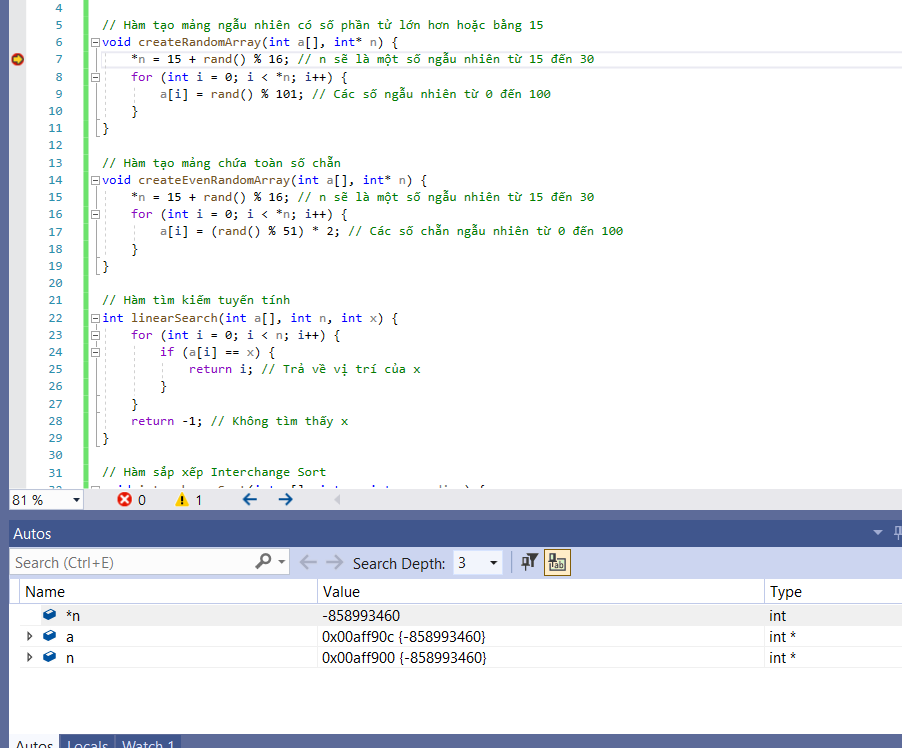 4
5 // Hàm tạo mảng ngẫu nhiên có số phần tử lớn hơn hoặc bằng 15
6 void createRandomArray(int a[], int* n) {
7 *n = 15 + rand() % 16; // n sẽ là một số ngẫu nhiên từ 15 đến 30
8 for (int i = 0; i < *n; i++) {
9 a[i] = rand() % 101; // Các số ngẫu nhiên từ 0 đến 100
10 }
11 }
12
13 // Hàm tạo mảng chứa toàn số chẵn
14 void createEvenRandomArray(int a[], int* n) {
15 *n = 15 + rand() % 16; // n sẽ là một số ngẫu nhiên từ 15 đến 30
16 for (int i = 0; i < *n; i++) {
17 a[i] = (rand() % 51) * 2; // Các số chẵn ngẫu nhiên từ 0 đến 100
18 }
19 }
20
21 // Hàm tìm kiếm tuyến tính
22 int linearSearch(int a[], int n, int x) {
23 for (int i = 0; i < n; i++) {
24 if (a[i] == x) {
25 return i; // Trả về vị trí của x
26 }
27 }
28 return -1; // Không tìm thấy x
29 }
30
31 // Hàm sắp xếp Interchange Sort
81 % 0 1
Autos
Search (Ctrl+E) Search Depth: 3
Name Value Type
*n -858993460 int
a 0x00aff90c {-858993460} int *
n 0x00aff900 {-858993460} int *
Autos Locals Watch 1